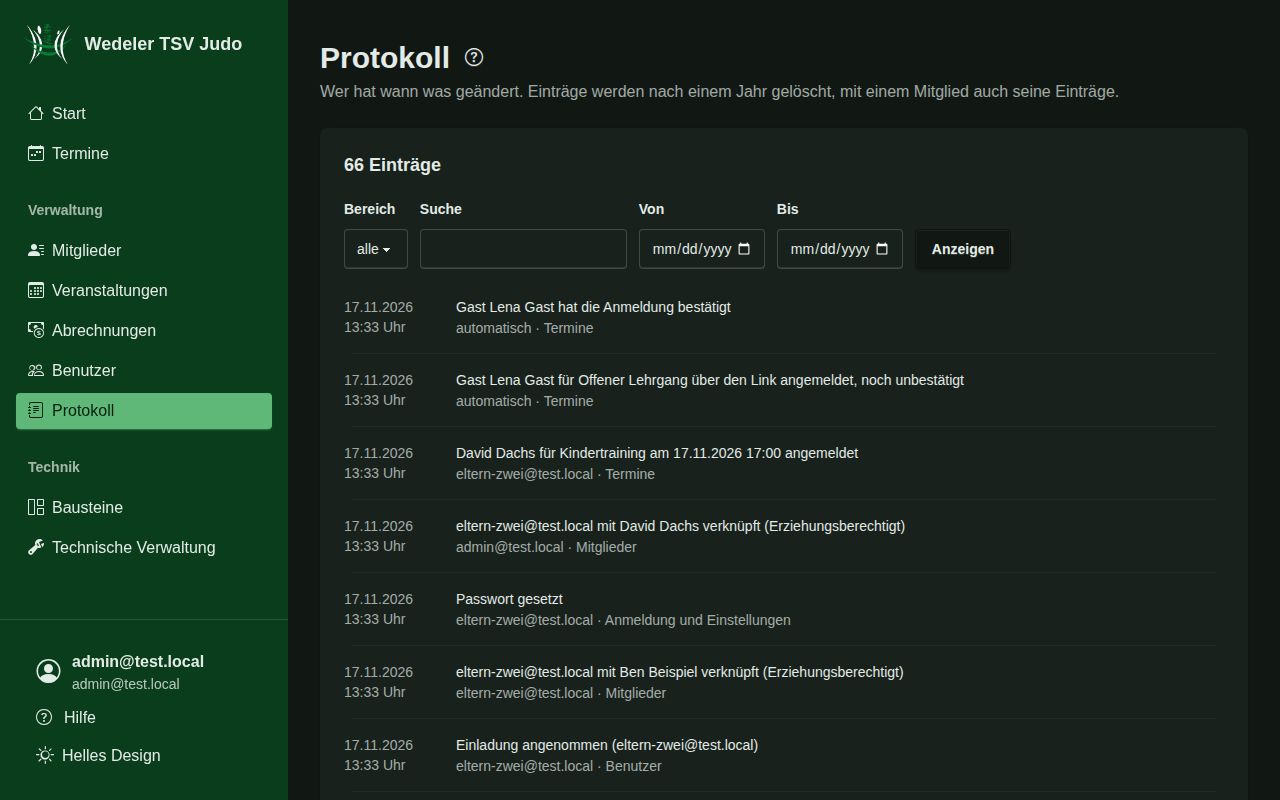 Wedeler TSV Judo
Start
Termine
Verwaltung
Mitglieder
Veranstaltungen
Abrechnungen
Benutzer
Protokoll
Technik
Bausteine
Technische Verwaltung
admin@test.local
admin@test.local
Hilfe
Helles Design
Protokoll
Wer hat wann was geändert. Einträge werden nach einem Jahr gelöscht, mit einem Mitglied auch seine Einträge.
66 Einträge
Bereich Suche Von Bis
alle mm/dd/yyyy mm/dd/yyyy Anzeigen
17.11.2026 Gast Lena Gast hat die Anmeldung bestätigt
13:33 Uhr automatisch · Termine
17.11.2026 Gast Lena Gast für Offener Lehrgang über den Link angemeldet, noch unbestätigt
13:33 Uhr automatisch · Termine
17.11.2026 David Dachs für Kindertraining am 17.11.2026 17:00 angemeldet
13:33 Uhr eltern-zwei@test.local · Termine
17.11.2026 eltern-zwei@test.local mit David Dachs verknüpft (Erziehungsberechtigt)
13:33 Uhr admin@test.local · Mitglieder
17.11.2026 Passwort gesetzt
13:33 Uhr eltern-zwei@test.local · Anmeldung und Einstellungen
17.11.2026 eltern-zwei@test.local mit Ben Beispiel verknüpft (Erziehungsberechtigt)
13:33 Uhr eltern-zwei@test.local · Mitglieder
17.11.2026 Einladung angenommen (eltern-zwei@test.local)
13:33 Uhr eltern-zwei@test.local · Benutzer